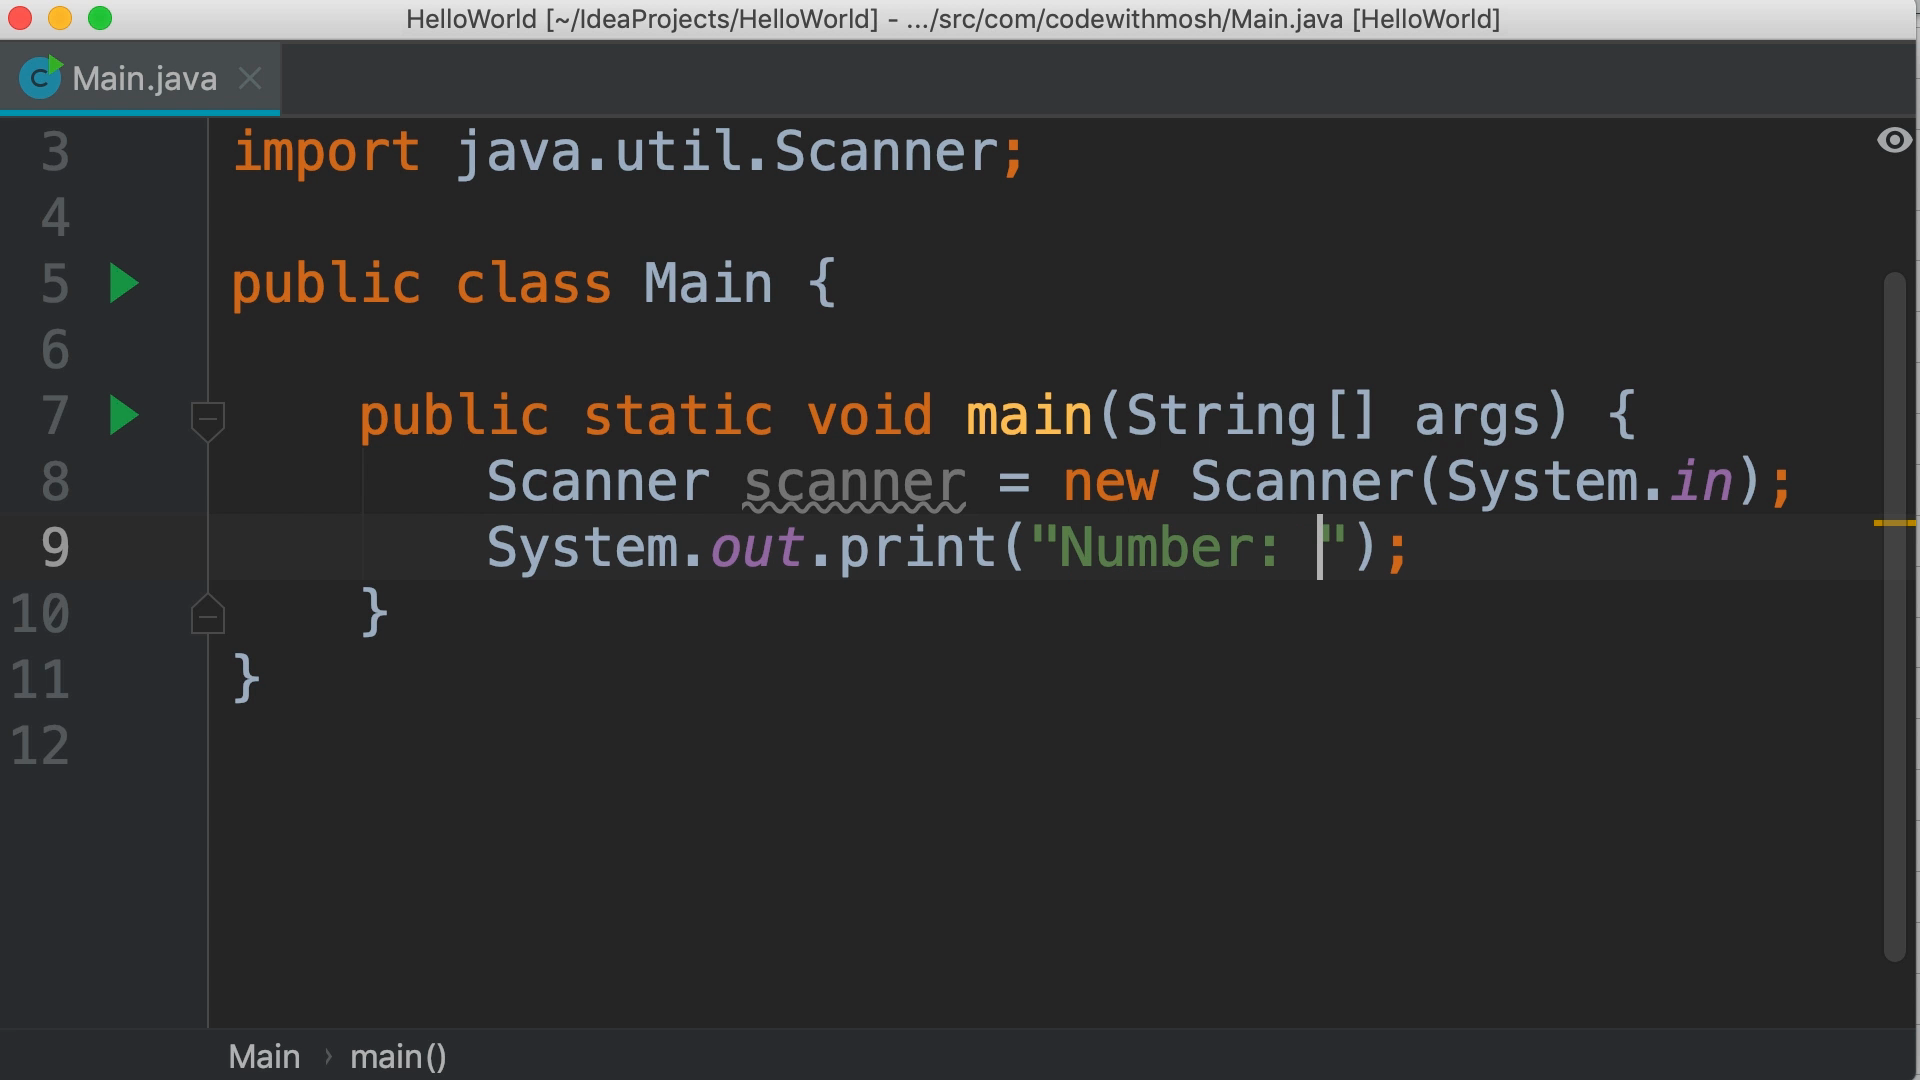 HelloWorld [~/IdeaProjects/HelloWorld] - .../src/com/codewithmosh/Main.java [HelloWorld]
C Main.java
3 import java.util.Scanner;
4
5 public class Main {
6
7 public static void main(String[] args) {
8 Scanner scanner = new Scanner(System.in);
9 System.out.print("Number: ");
10 }
11 }
12
Main › main()